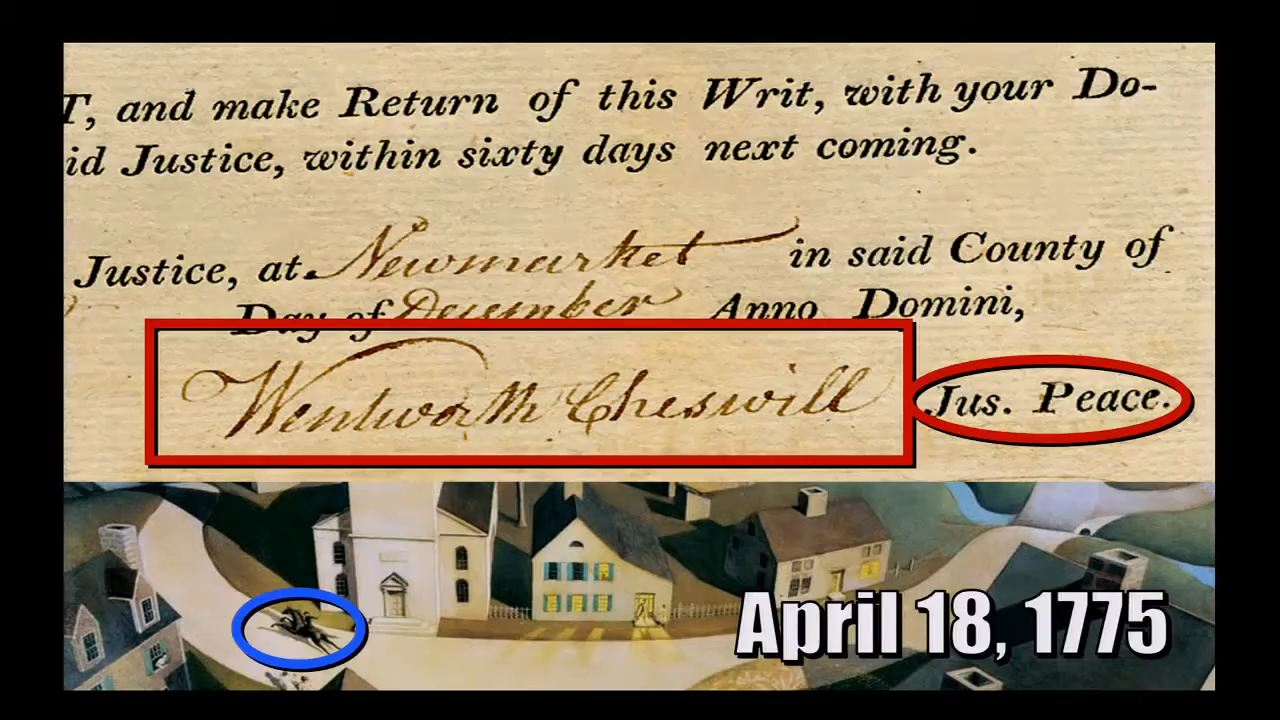 T, and make Return of this Writ, with your Do-
id Justice, within sixty days next coming.
Justice, at Newmarket in said County of
Day of December Anno Domini,
Wentworth Cheswill Jus. Peace.
April 18, 1775